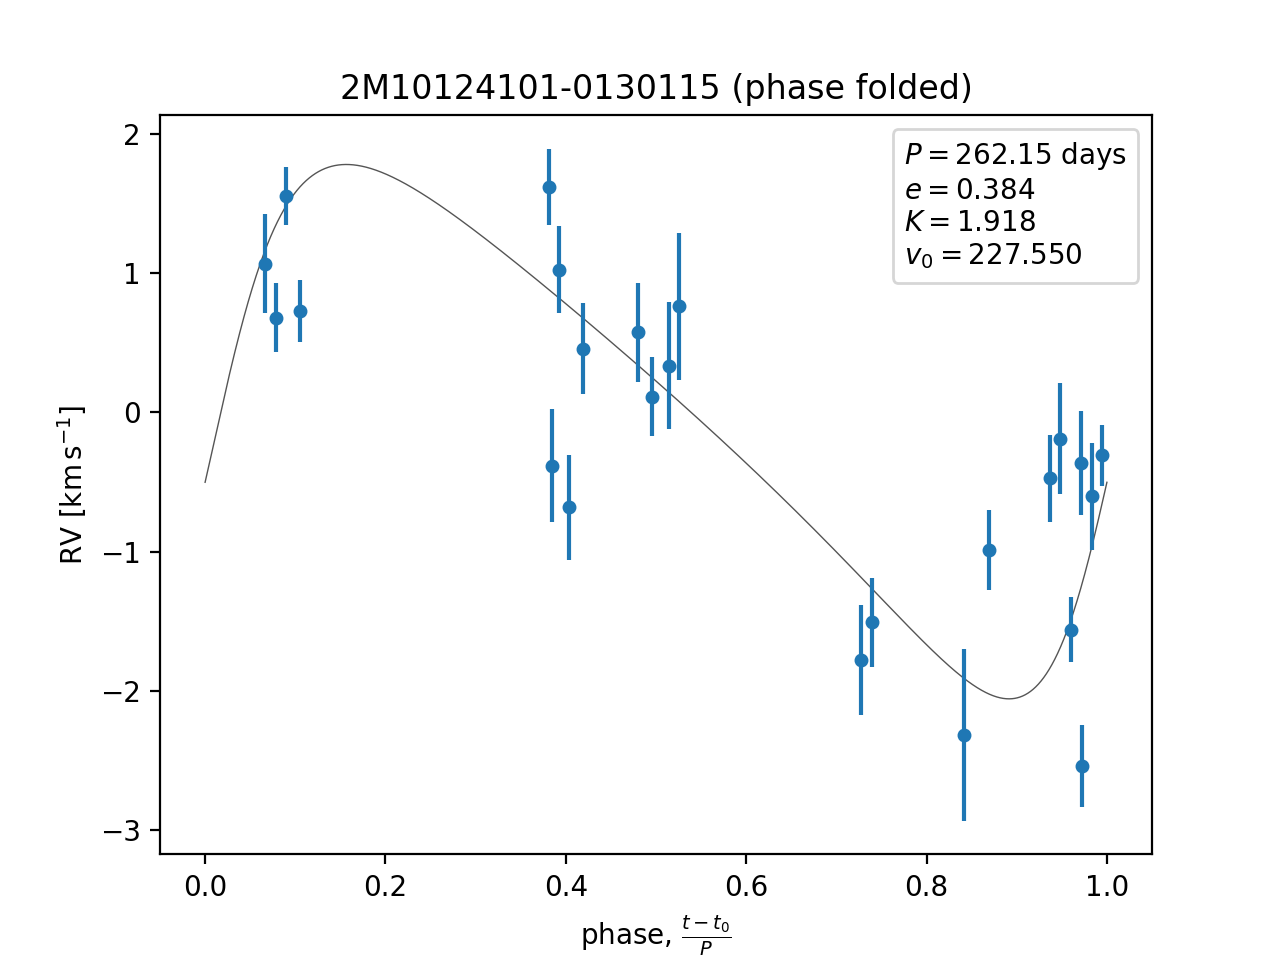 2M10124101-0130115 (phase folded)
P = 262.15 days
e = 0.384
K = 1.918
v₀ = 227.550
RV [km s⁻¹]
2
1
0
−1
−2
−3
0.0 0.2 0.4 0.6 0.8 1.0
phase, (t − t₀)/P